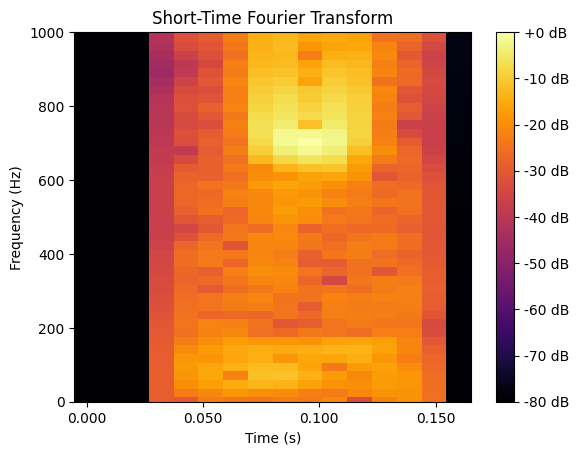 Short-Time Fourier Transform
1000
800
600
400
200
0
Frequency (Hz)
0.000
0.050
0.100
0.150
Time (s)
+0 dB
-10 dB
-20 dB
-30 dB
-40 dB
-50 dB
-60 dB
-70 dB
-80 dB